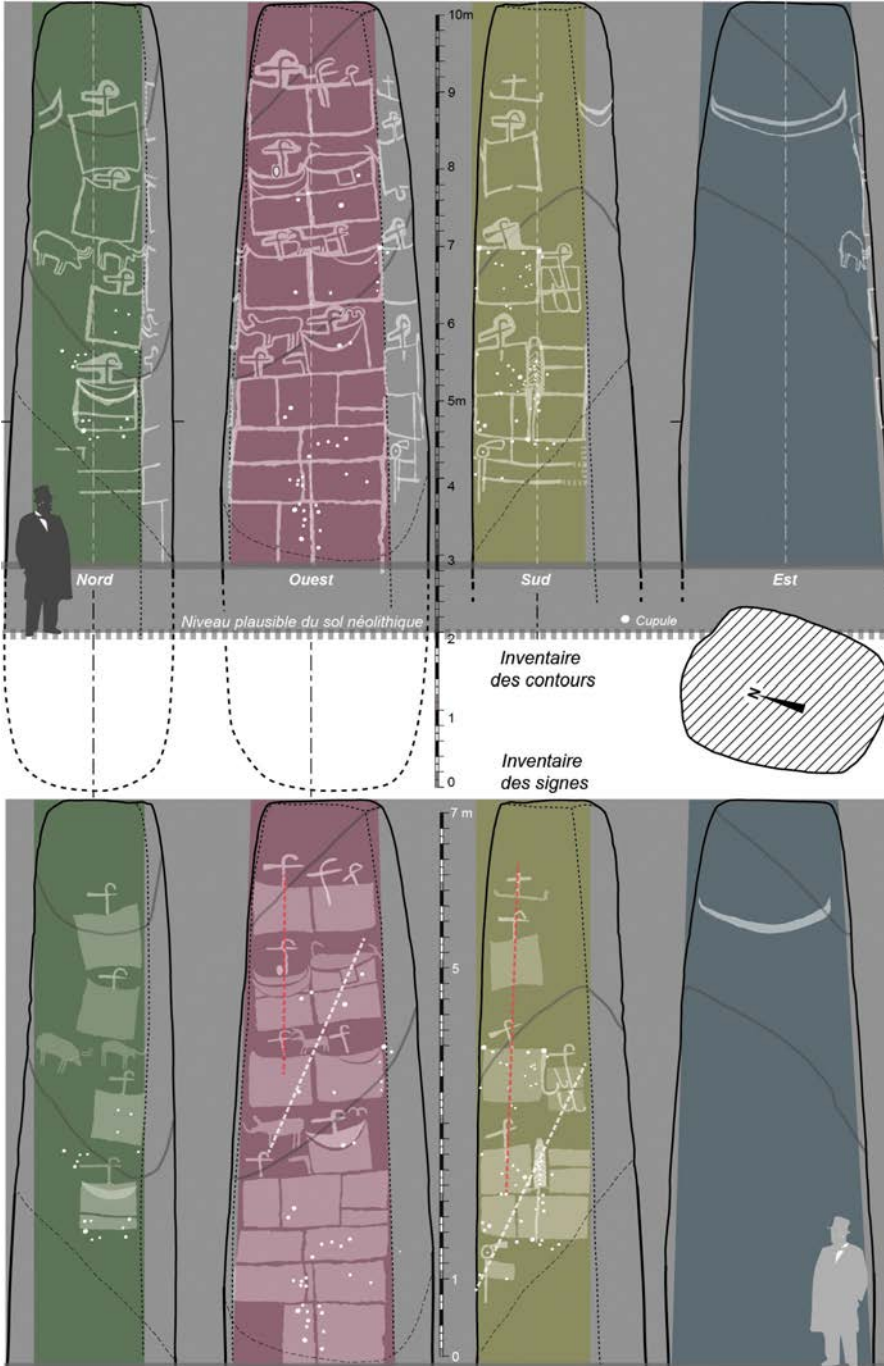 10m
9
8
7
6
5m
4
3
Nord
Ouest
Sud
Est
Niveau plausible du sol néolithique
Cupule
2
Inventaire
des contours
N
1
Inventaire
des signes
0
7 m
5
1
0